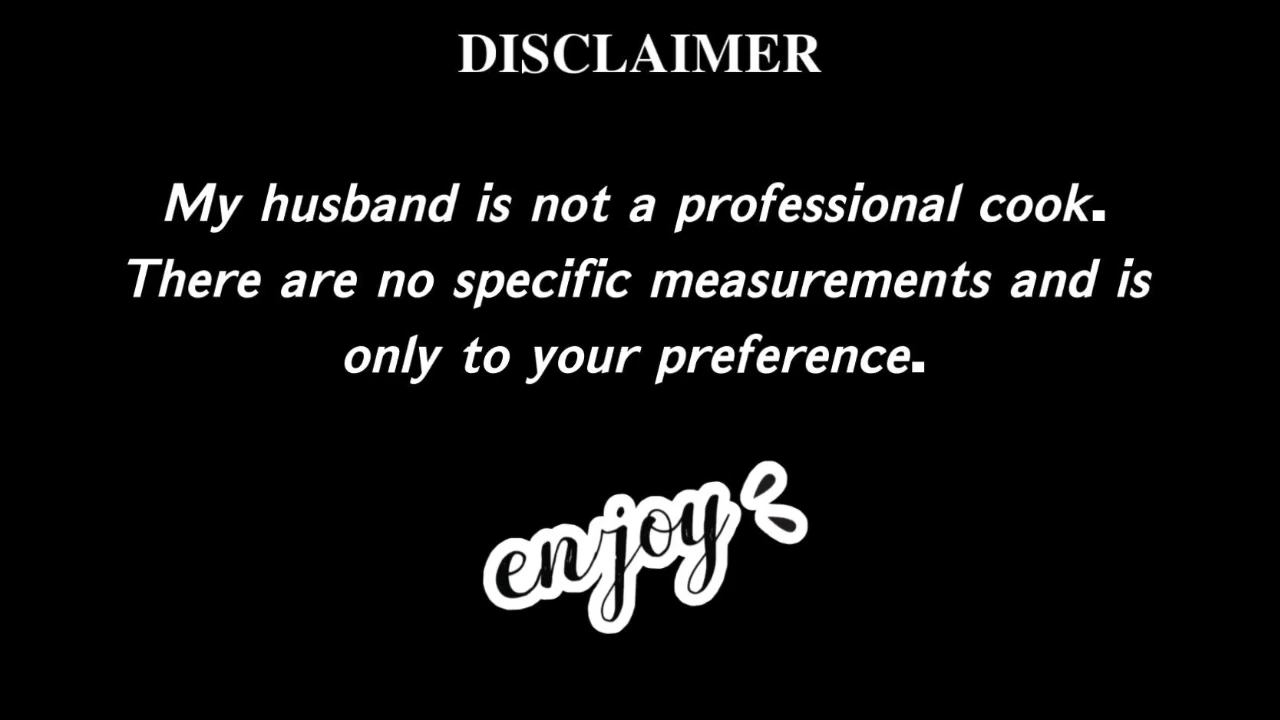 DISCLAIMER
My husband is not a professional cook.
There are no specific measurements and is
only to your preference.
enjoy